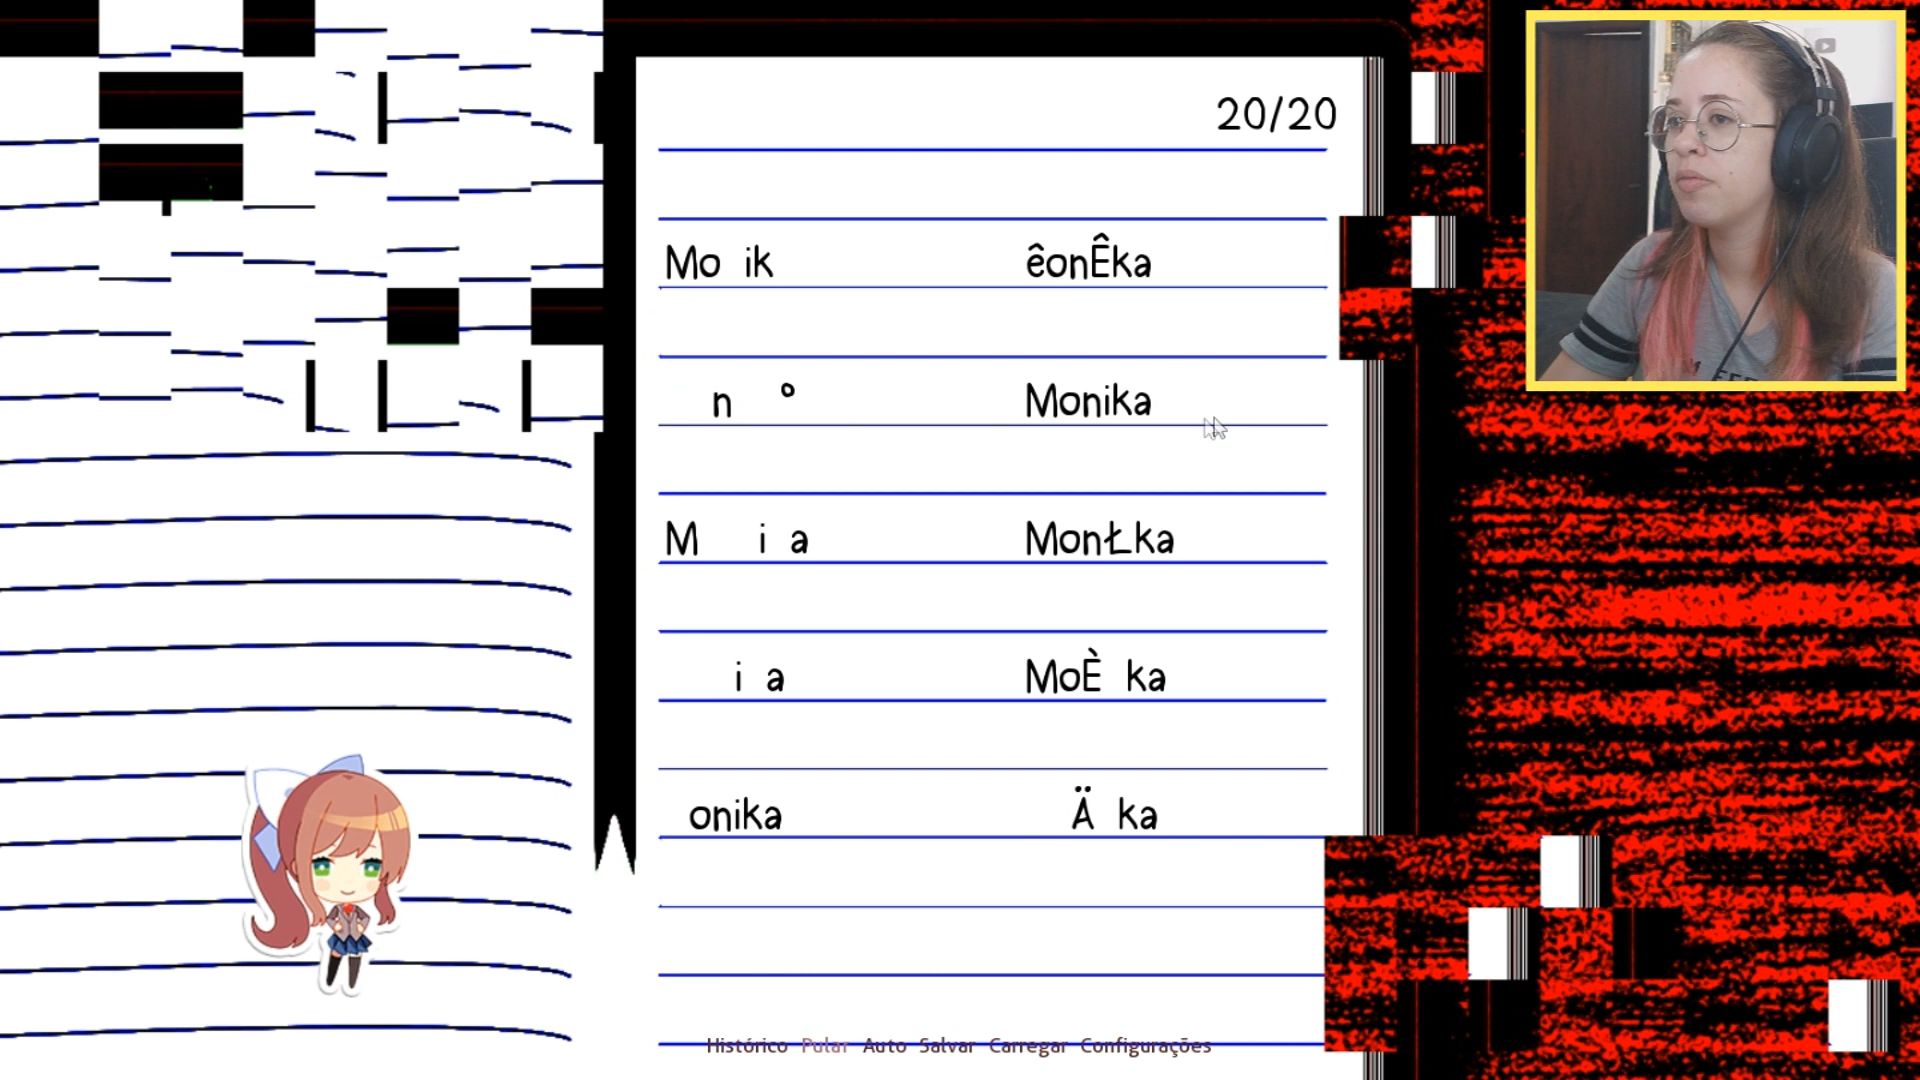 20/20
Mo ik êonÊka
n ° Monika
M i a MonŁka
i a MoÈ ka
onika Ä ka
Histórico Pular Auto Salvar Carregar Configurações